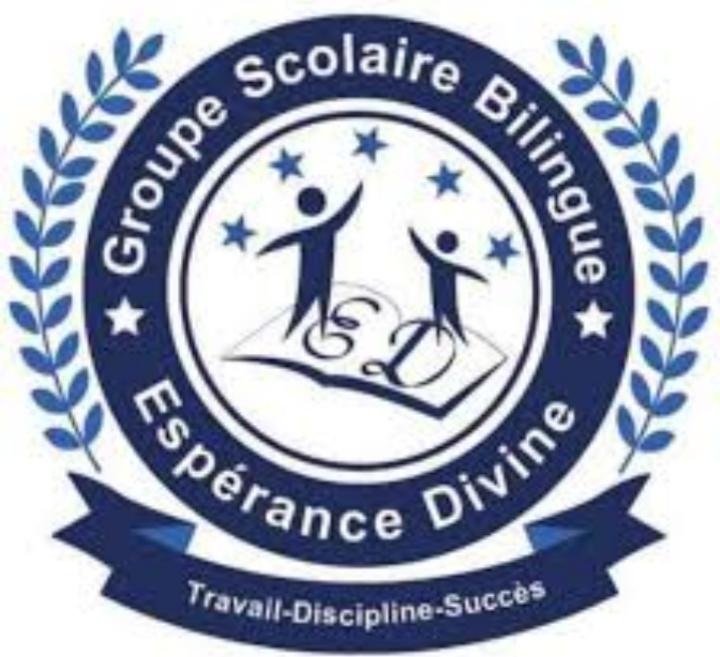 Groupe Scolaire Bilingue
ED
Espérance Divine
Travail-Discipline-Succès